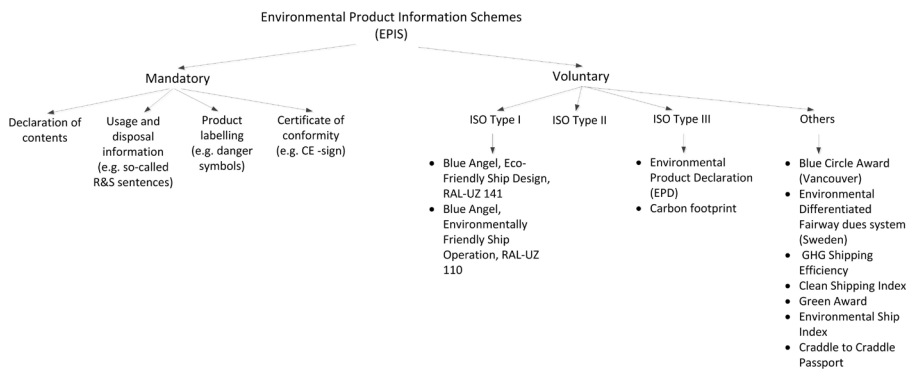 Environmental Product Information Schemes
(EPIS)
Mandatory
Voluntary
Declaration of
contents
Usage and
disposal
information
(e.g. so-called
R&S sentences)
Product
labelling
(e.g. danger
symbols)
Certificate of
conformity
(e.g. CE -sign)
ISO Type I
ISO Type II
ISO Type III
Others
• Blue Angel, Eco-
Friendly Ship Design,
RAL-UZ 141
• Blue Angel,
Environmentally
Friendly Ship
Operation, RAL-UZ
110
• Environmental
Product Declaration
(EPD)
• Carbon footprint
• Blue Circle Award
(Vancouver)
• Environmental
Differentiated
Fairway dues system
(Sweden)
• GHG Shipping
Efficiency
• Clean Shipping Index
• Green Award
• Environmental Ship
Index
• Craddle to Craddle
Passport